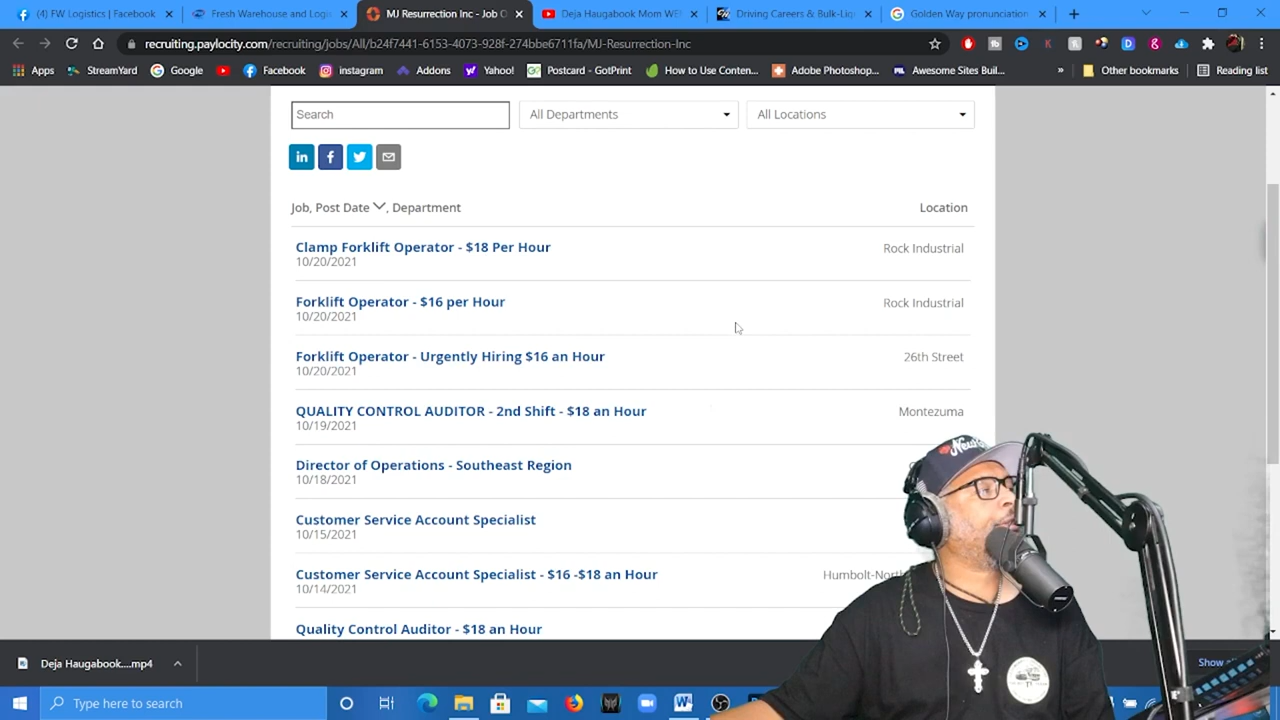 (4) FW Logistics | Facebook
Fresh Warehouse and Logi
MJ Resurrection Inc - Job O
Deja Haugabook Mom WE
Driving Careers & Bulk-Liq
Golden Way pronunciation
recruiting.paylocity.com/recruiting/jobs/All/b24f7441-6153-4073-928f-274bbe6711fa/MJ-Resurrection-Inc
Apps
StreamYard
Google
Facebook
instagram
Addons
Yahoo!
Postcard - GotPrint
How to Use Conten...
Adobe Photoshop...
Awesome Sites Buil...
»
Other bookmarks
Reading list
Search
All Departments
All Locations
Job, Post Date , Department
Location
Clamp Forklift Operator - $18 Per Hour
Rock Industrial
10/20/2021
Forklift Operator - $16 per Hour
Rock Industrial
10/20/2021
Forklift Operator - Urgently Hiring $16 an Hour
26th Street
10/20/2021
QUALITY CONTROL AUDITOR - 2nd Shift - $18 an Hour
Montezuma
10/19/2021
Director of Operations - Southeast Region
10/18/2021
Customer Service Account Specialist
10/15/2021
Customer Service Account Specialist - $16 -$18 an Hour
Humbolt-North
10/14/2021
Quality Control Auditor - $18 an Hour
Deja Haugabook....mp4
Show a
Type here to search